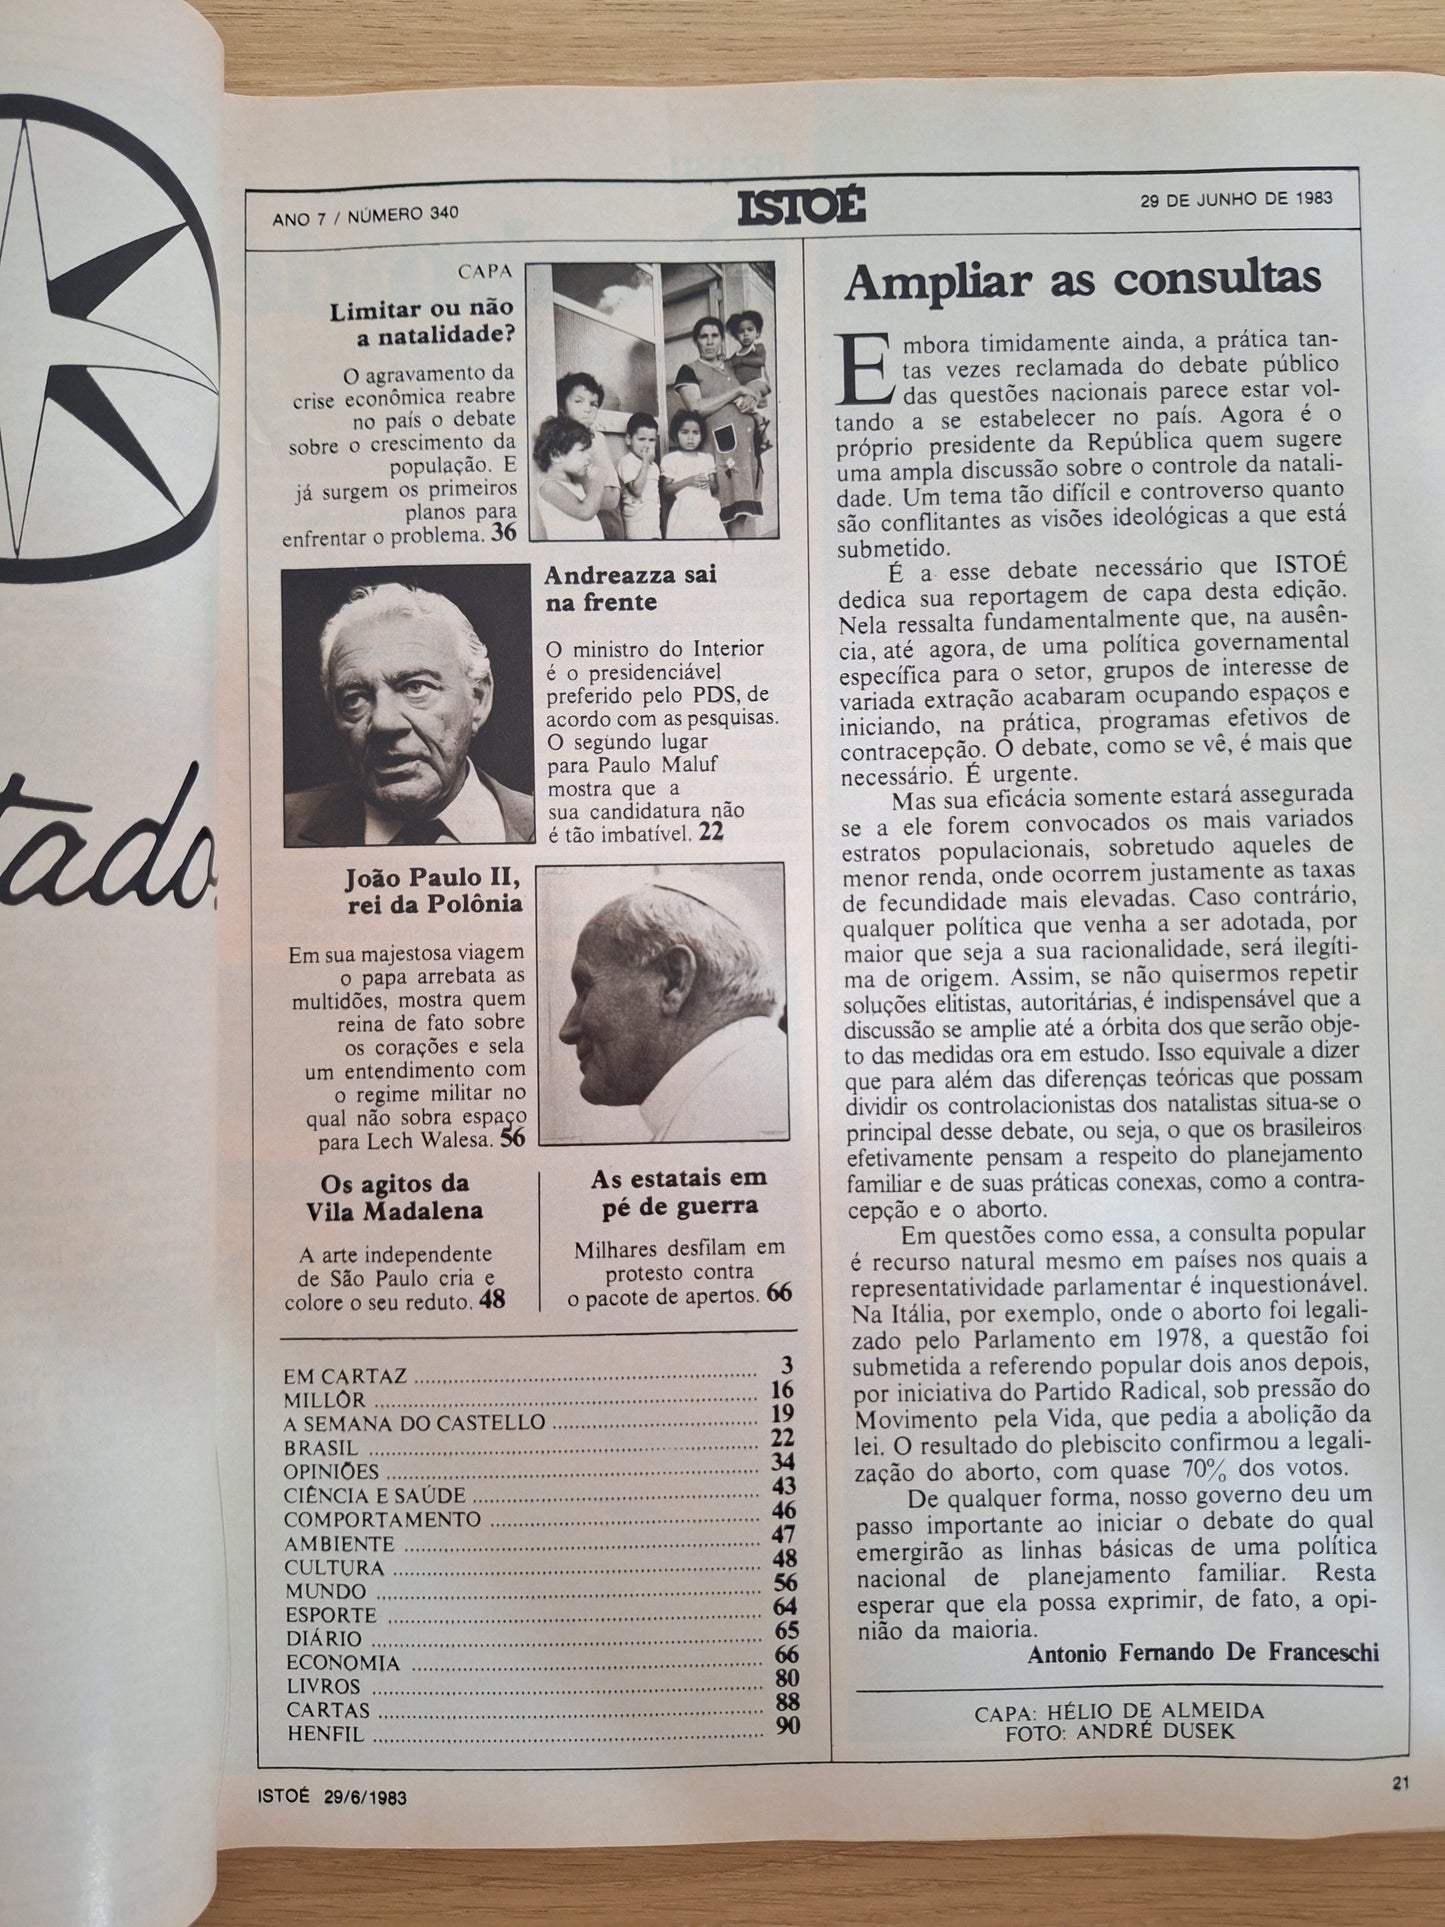 tado
ANO 7 / NÚMERO 340
ISTOÉ
29 DE JUNHO DE 1983
CAPA
Limitar ou não
a natalidade?
O agravamento da
crise econômica reabre
no país o debate
sobre o crescimento da
população. E
já surgem os primeiros
planos para
enfrentar o problema. 36
Andreazza sai
na frente
O ministro do Interior
é o presidenciável
preferido pelo PDS, de
acordo com as pesquisas.
O segundo lugar
para Paulo Maluf
mostra que a
sua candidatura não
é tão imbatível. 22
João Paulo II,
rei da Polônia
Em sua majestosa viagem
o papa arrebata as
multidões, mostra quem
reina de fato sobre
os corações e sela
um entendimento com
o regime militar no
qual não sobra espaço
para Lech Walesa. 56
Os agitos da
Vila Madalena
A arte independente
de São Paulo cria e
colore o seu reduto. 48
As estatais em
pé de guerra
Milhares desfilam em
protesto contra
o pacote de apertos. 66
EM CARTAZ 3
MILLÔR 16
A SEMANA DO CASTELLO 19
BRASIL 22
OPINIÕES 34
CIÊNCIA E SAÚDE 43
COMPORTAMENTO 46
AMBIENTE 47
CULTURA 48
MUNDO 56
ESPORTE 64
DIÁRIO 65
ECONOMIA 66
LIVROS 80
CARTAS 88
HENFIL 90
Ampliar as consultas
Embora timidamente ainda, a prática tan-
tas vezes reclamada do debate público
das questões nacionais parece estar vol-
tando a se estabelecer no país. Agora é o
próprio presidente da República quem sugere
uma ampla discussão sobre o controle da natali-
dade. Um tema tão difícil e controverso quanto
são conflitantes as visões ideológicas a que está
submetido.
É a esse debate necessário que ISTOÉ
dedica sua reportagem de capa desta edição.
Nela ressalta fundamentalmente que, na ausên-
cia, até agora, de uma política governamental
específica para o setor, grupos de interesse de
variada extração acabaram ocupando espaços e
iniciando, na prática, programas efetivos de
contracepção. O debate, como se vê, é mais que
necessário. É urgente.
Mas sua eficácia somente estará assegurada
se a ele forem convocados os mais variados
estratos populacionais, sobretudo aqueles de
menor renda, onde ocorrem justamente as taxas
de fecundidade mais elevadas. Caso contrário,
qualquer política que venha a ser adotada, por
maior que seja a sua racionalidade, será ilegíti-
ma de origem. Assim, se não quisermos repetir
soluções elitistas, autoritárias, é indispensável que a
discussão se amplie até a órbita dos que serão obje-
to das medidas ora em estudo. Isso equivale a dizer
que para além das diferenças teóricas que possam
dividir os controlacionistas dos natalistas situa-se o
principal desse debate, ou seja, o que os brasileiros
efetivamente pensam a respeito do planejamento
familiar e de suas práticas conexas, como a contra-
cepção e o aborto.
Em questões como essa, a consulta popular
é recurso natural mesmo em países nos quais a
representatividade parlamentar é inquestionável.
Na Itália, por exemplo, onde o aborto foi legali-
zado pelo Parlamento em 1978, a questão foi
submetida a referendo popular dois anos depois,
por iniciativa do Partido Radical, sob pressão do
Movimento pela Vida, que pedia a abolição da
lei. O resultado do plebiscito confirmou a legali-
zação do aborto, com quase 70% dos votos.
De qualquer forma, nosso governo deu um
passo importante ao iniciar o debate do qual
emergirão as linhas básicas de uma política
nacional de planejamento familiar. Resta
esperar que ela possa exprimir, de fato, a opi-
nião da maioria.
Antonio Fernando De Franceschi
CAPA: HÉLIO DE ALMEIDA
FOTO: ANDRÉ DUSEK
ISTOÉ 29/6/1983
21